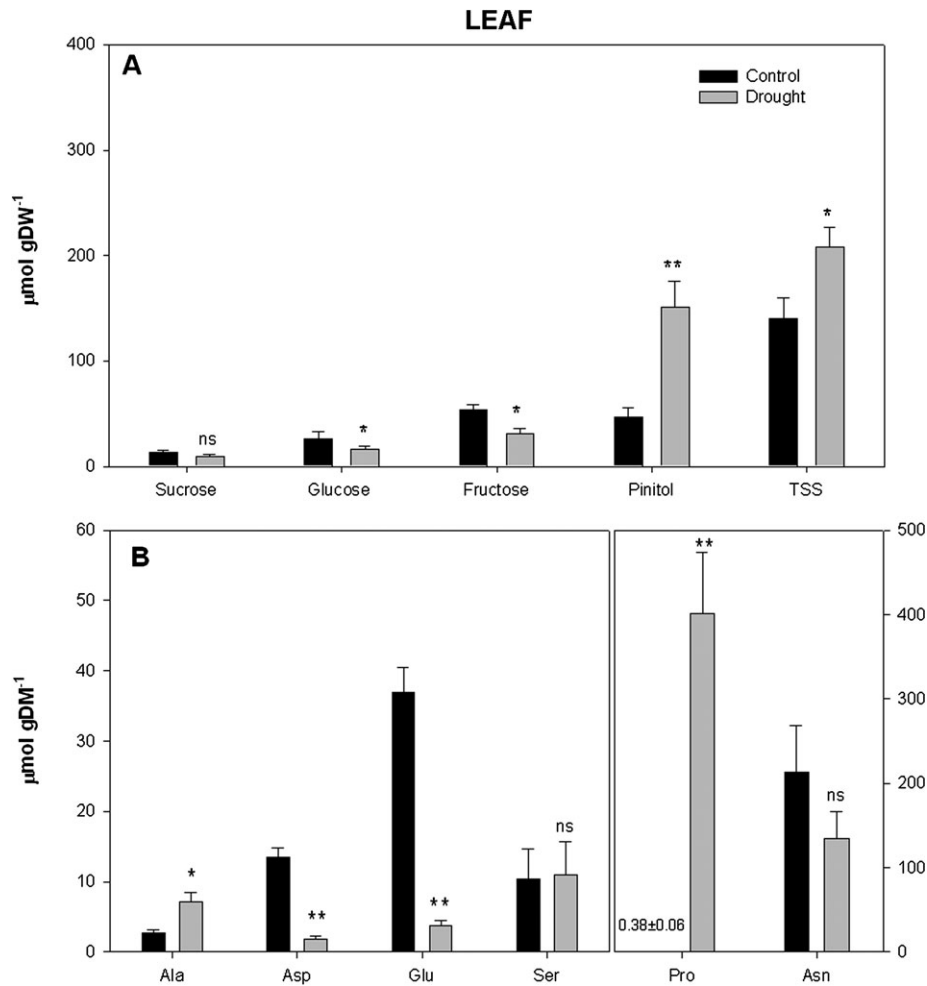 LEAF
A
Control
Drought
400
300
200
100
0
μmol gDW⁻¹
ns
*
*
**
*
Sucrose Glucose Fructose Pinitol TSS
B
60
50
40
30
20
10
0
μmol gDM⁻¹
*
**
**
ns
**
ns
0.38±0.06
500
400
300
200
100
0
Ala Asp Glu Ser Pro Asn